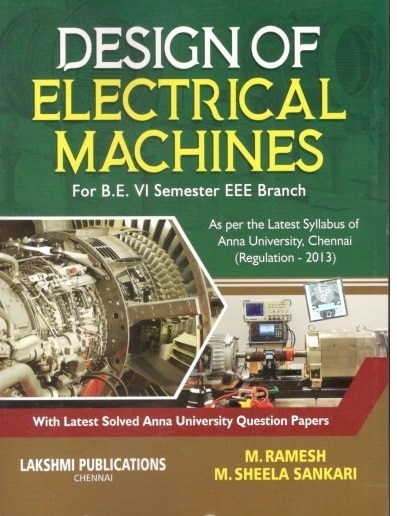 DESIGN OF
ELECTRICAL
MACHINES
For B.E. VI Semester EEE Branch
As per the Latest Syllabus of
Anna University, Chennai
(Regulation - 2013)
With Latest Solved Anna University Question Papers
LAKSHMI PUBLICATIONS
CHENNAI
M. RAMESH
M. SHEELA SANKARI